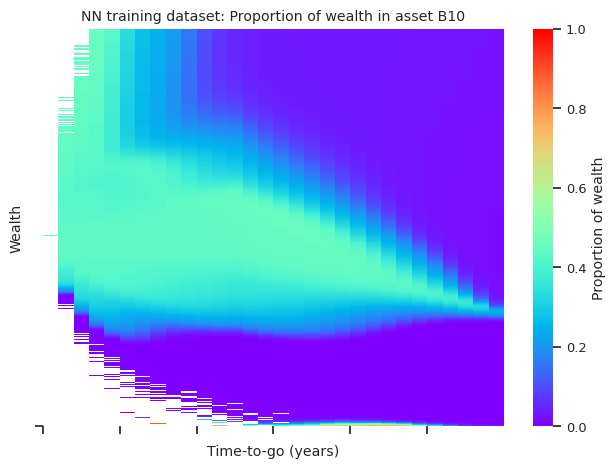 NN training dataset: Proportion of wealth in asset B10
Wealth
Time-to-go (years)
1.0
0.8
0.6
0.4
0.2
0.0
Proportion of wealth